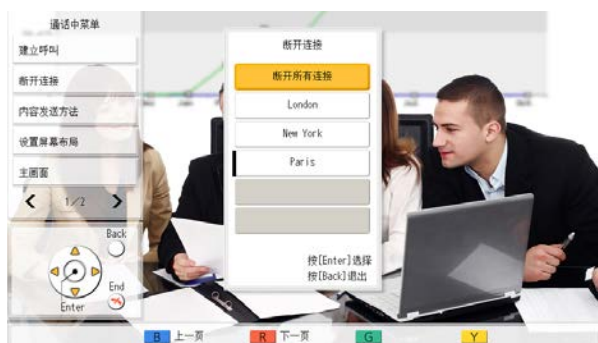 通话中菜单
建立呼叫
断开连接
内容发送方法
设置屏幕布局
主画面
1/2
Back
End
Enter
断开连接
断开所有连接
London
New York
Paris
按[Enter]选择
按[Back]退出
B 上一页 R 下一页 G Y